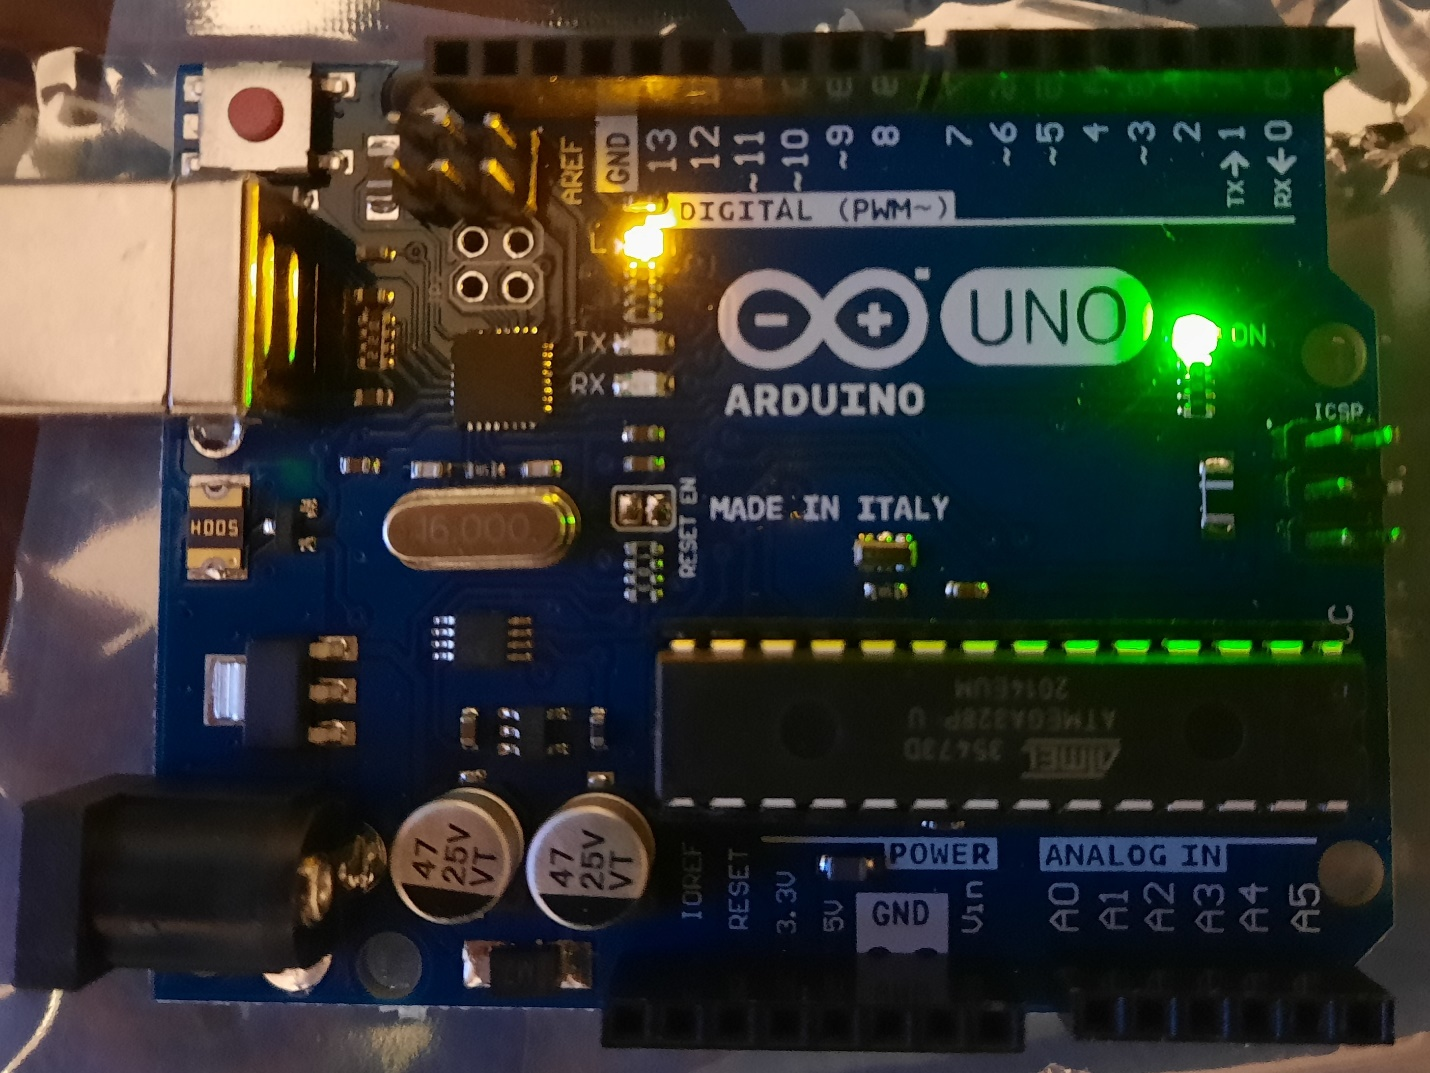 AREF
GND
13
12
~11
~10
~9
8
7
~6
~5
4
~3
2
TX→1
RX←0
DIGITAL (PWM~)
L
TX
RX
UNO
ON
ARDUINO
ICSP
16.000
RESET EN
MADE IN ITALY
ATMEL
35473D
ATMEGA328P U
47
25V
VT
47
25V
VT
POWER
ANALOG IN
IOREF
RESET
3.3V
5V
GND
Vin
A0
A1
A2
A3
A4
A5